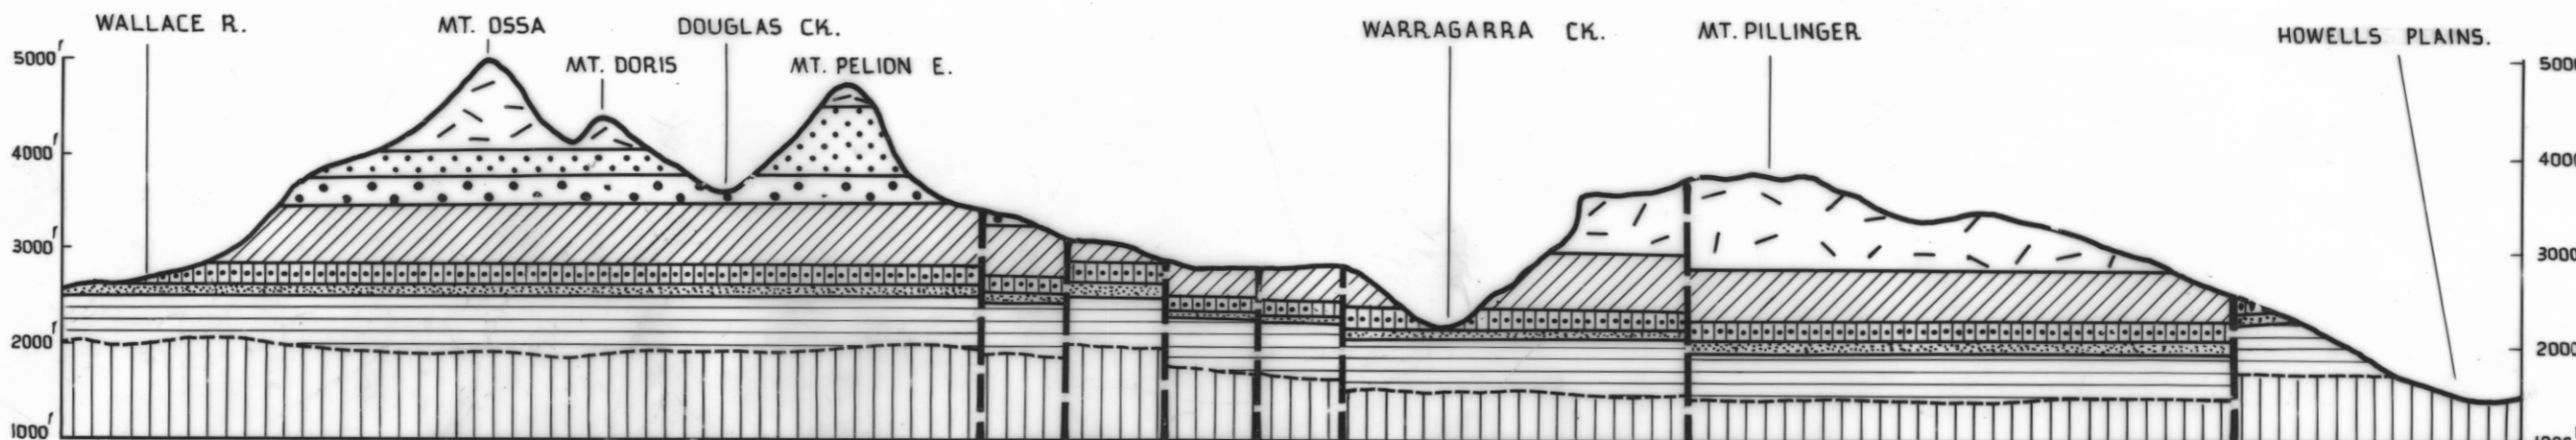 WALLACE R.
MT. OSSA
DOUGLAS CK.
WARRAGARRA CK.
MT. PILLINGER
HOWELLS PLAINS.
MT. DORIS
MT. PELION E.
5000'
4000'
3000'
2000'
1000'
5000
4000
3000
2000